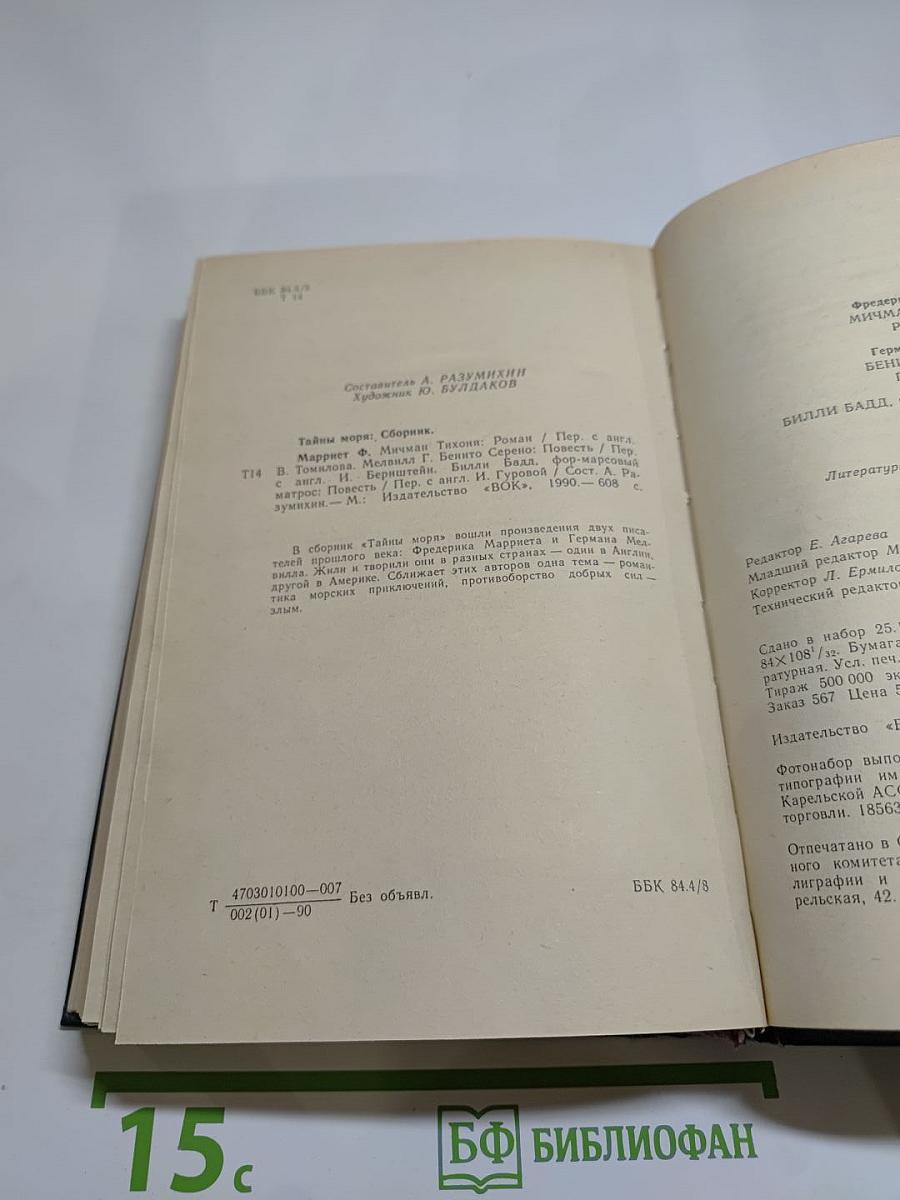 ББК 84.4/8
Т 14
Составитель А. РАЗУМИХИН
Художник Ю. БУЛДАКОВ
Тайны моря: Сборник.
Марриет Ф. Мичман Тихоня: Роман / Пер. с англ.
Т14 В. Томилова. Мелвилл Г. Бенито Серено: Повесть / Пер.
с англ. И. Бернштейн. Билли Бадд, фор-марсовый
матрос: Повесть / Пер. с англ. И. Гуровой / Сост. А. Ра-
зумихин.— М.: Издательство «ВОК», 1990.— 608 с.
В сборник «Тайны моря» вошли произведения двух писа-
телей прошлого века: Фредерика Марриета и Германа Мел-
вилла. Жили и творили они в разных странах — один в Англии,
другой в Америке. Сближает этих авторов одна тема — роман-
тика морских приключений, противоборство добрых сил —
злым.
Т 4703010100—007
002(01)—90 Без объявл.
ББК 84.4/8
Фредери
МИЧМА
Р
Герм
БЕНИ
П
БИЛЛИ БАДД,
Литератур
Редактор Е. Агарева
Младший редактор М
Корректор Л. Ермило
Технический редактор
Сдано в набор 25.
84×108¹/₃₂. Бумага
ратурная. Усл. печ.
Тираж 500 000 эк
Заказ 567 Цена 5
Издательство «В
Фотонабор выпо
типографии им
Карельской АСС
торговли. 18563
Отпечатано в
ного комитета
лиграфии и
рельская, 42.
15 с
БФ БИБЛИОФАН